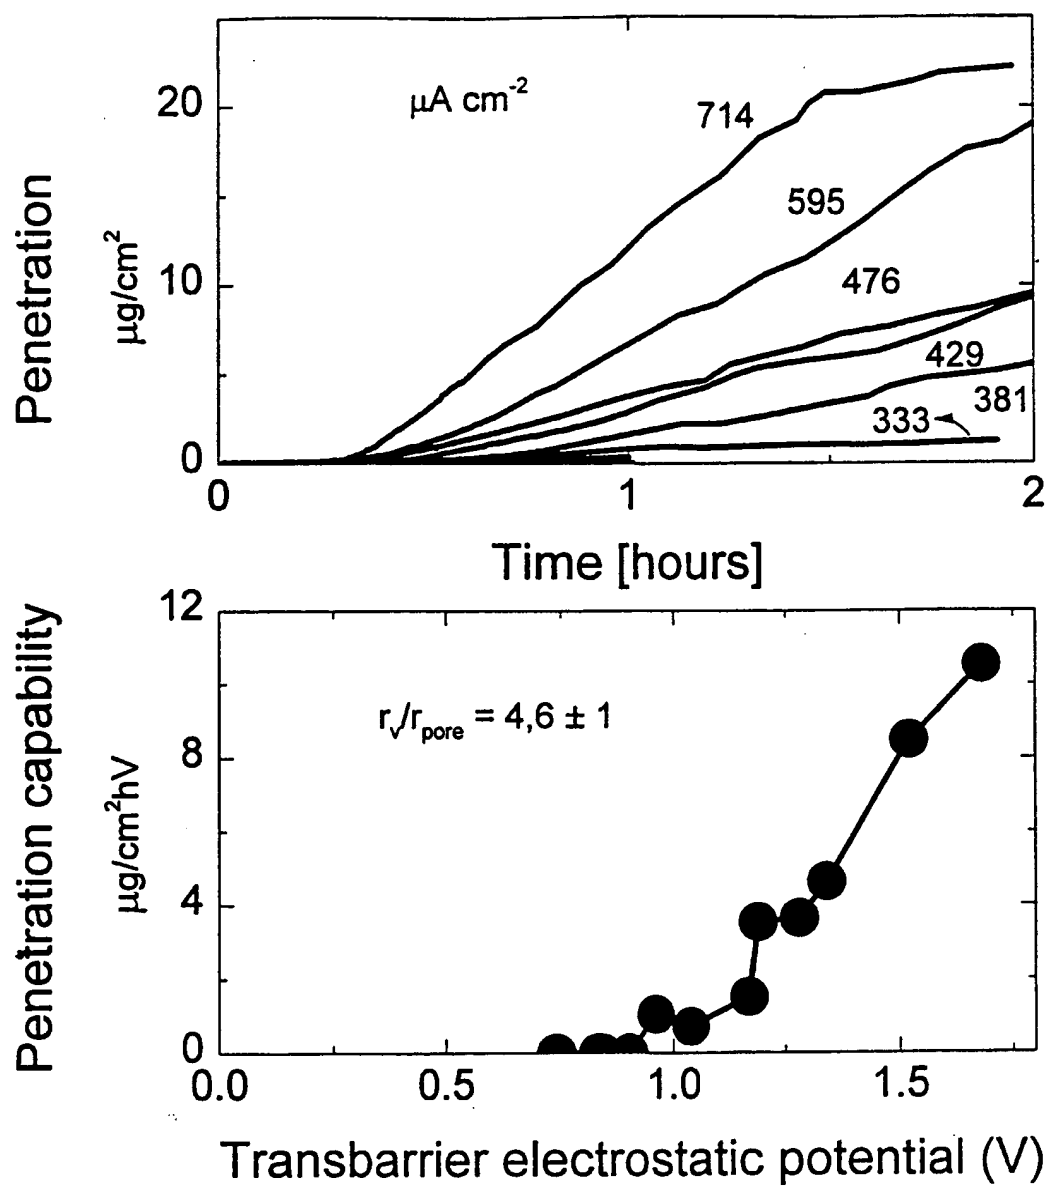 Penetration
μg/cm²
20
10
0
μA cm⁻²
714
595
476
429
381
333
0 1 2
Time [hours]
Penetration capability
μg/cm²hV
12
8
4
0
rᵥ/r_pore = 4,6 ± 1
0.0 0.5 1.0 1.5
Transbarrier electrostatic potential (V)